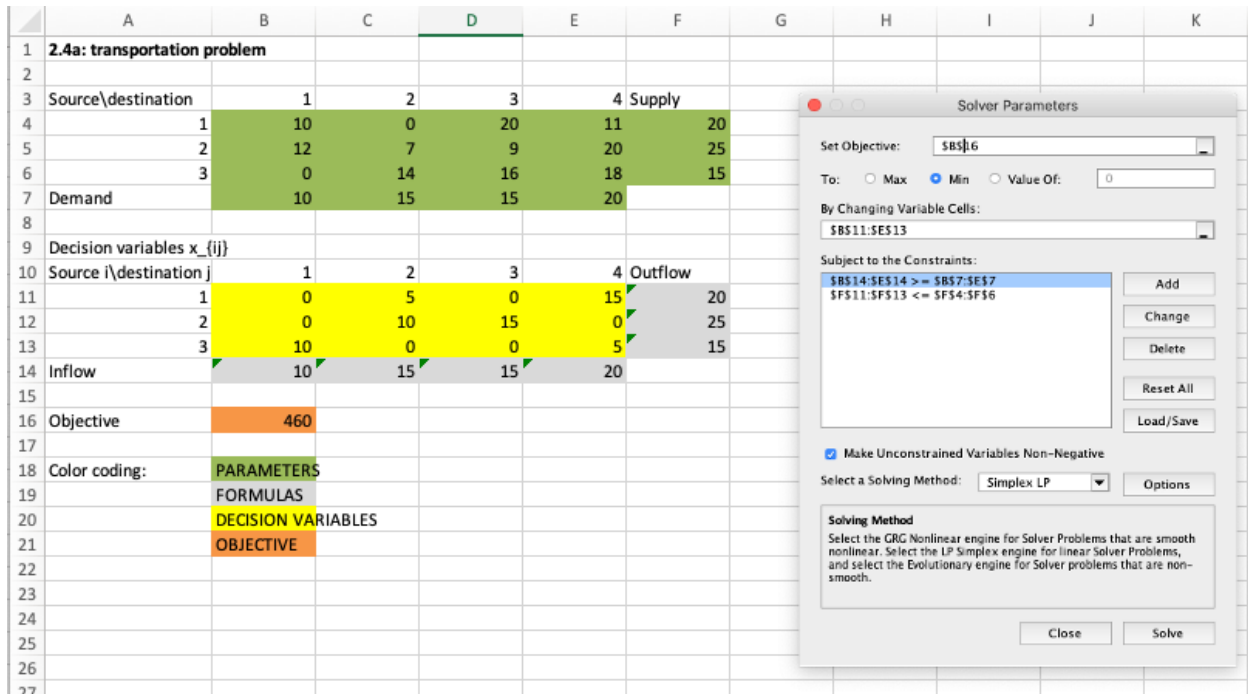 A B C D E F G H I J K
1 2.4a: transportation problem
2
3 Source\destination 1 2 3 4 Supply
4 1 10 0 20 11 20
5 2 12 7 9 20 25
6 3 0 14 16 18 15
7 Demand 10 15 15 20
8
9 Decision variables x_{ij}
10 Source i\destination j 1 2 3 4 Outflow
11 1 0 5 0 15 20
12 2 0 10 15 0 25
13 3 10 0 0 5 15
14 Inflow 10 15 15 20
15
16 Objective 460
17
18 Color coding: PARAMETERS
19 FORMULAS
20 DECISION VARIABLES
21 OBJECTIVE
22
23
24
25
26
27
Solver Parameters
Set Objective: $B$16
To: Max Min Value Of: 0
By Changing Variable Cells:
$B$11:$E$13
Subject to the Constraints:
$B$14:$E$14 >= $B$7:$E$7
$F$11:$F$13 <= $F$4:$F$6
Add
Change
Delete
Reset All
Load/Save
Make Unconstrained Variables Non-Negative
Select a Solving Method: Simplex LP Options
Solving Method
Select the GRG Nonlinear engine for Solver Problems that are smooth
nonlinear. Select the LP Simplex engine for linear Solver Problems,
and select the Evolutionary engine for Solver problems that are non-
smooth.
Close Solve